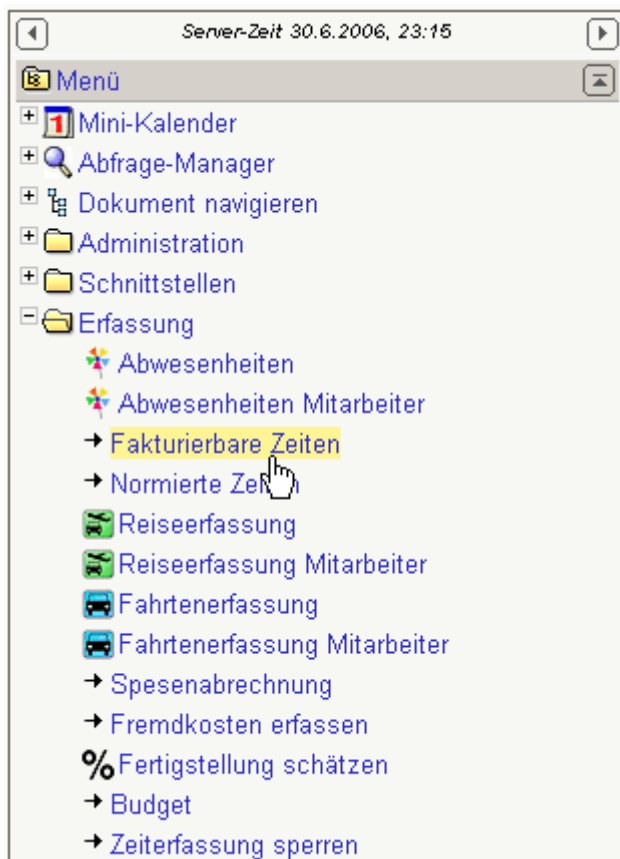 Server-Zeit 30.6.2006, 23:15
Menü
Mini-Kalender
Abfrage-Manager
Dokument navigieren
Administration
Schnittstellen
Erfassung
Abwesenheiten
Abwesenheiten Mitarbeiter
Fakturierbare Zeiten
Normierte Zeiten
Reiseerfassung
Reiseerfassung Mitarbeiter
Fahrtenerfassung
Fahrtenerfassung Mitarbeiter
Spesenabrechnung
Fremdkosten erfassen
% Fertigstellung schätzen
Budget
Zeiterfassung sperren